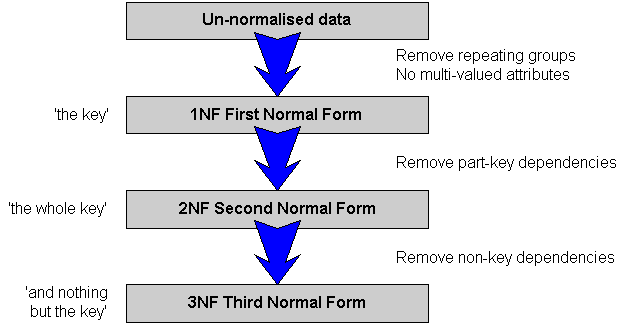 Un-normalised data
Remove repeating groups
No multi-valued attributes
'the key'
1NF First Normal Form
Remove part-key dependencies
'the whole key'
2NF Second Normal Form
Remove non-key dependencies
'and nothing
but the key'
3NF Third Normal Form